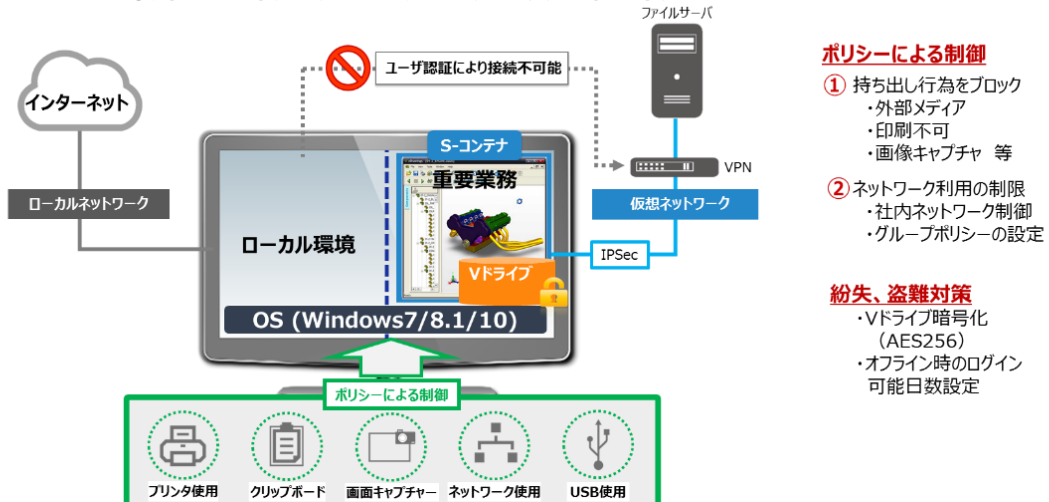 ファイルサーバ
ユーザ認証により接続不可能
インターネット
S-コンテナ
重要業務
VPN
ローカルネットワーク
仮想ネットワーク
ローカル環境
IPSec
Vドライブ
OS (Windows7/8.1/10)
ポリシーによる制御
プリンタ使用
クリップボード
画面キャプチャー
ネットワーク使用
USB使用
ポリシーによる制御
① 持ち出し行為をブロック
・外部メディア
・印刷不可
・画像キャプチャ 等
② ネットワーク利用の制限
・社内ネットワーク制御
・グループポリシーの設定
紛失、盗難対策
・Vドライブ暗号化
（AES256）
・オフライン時のログイン
可能日数設定